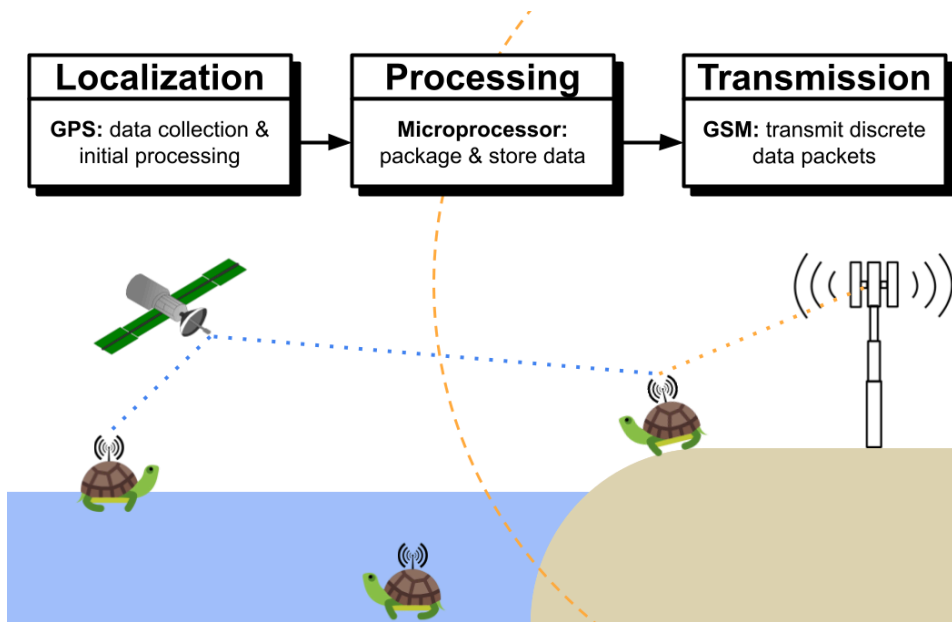 Localization
GPS: data collection &
initial processing
Processing
Microprocessor:
package & store data
Transmission
GSM: transmit discrete
data packets